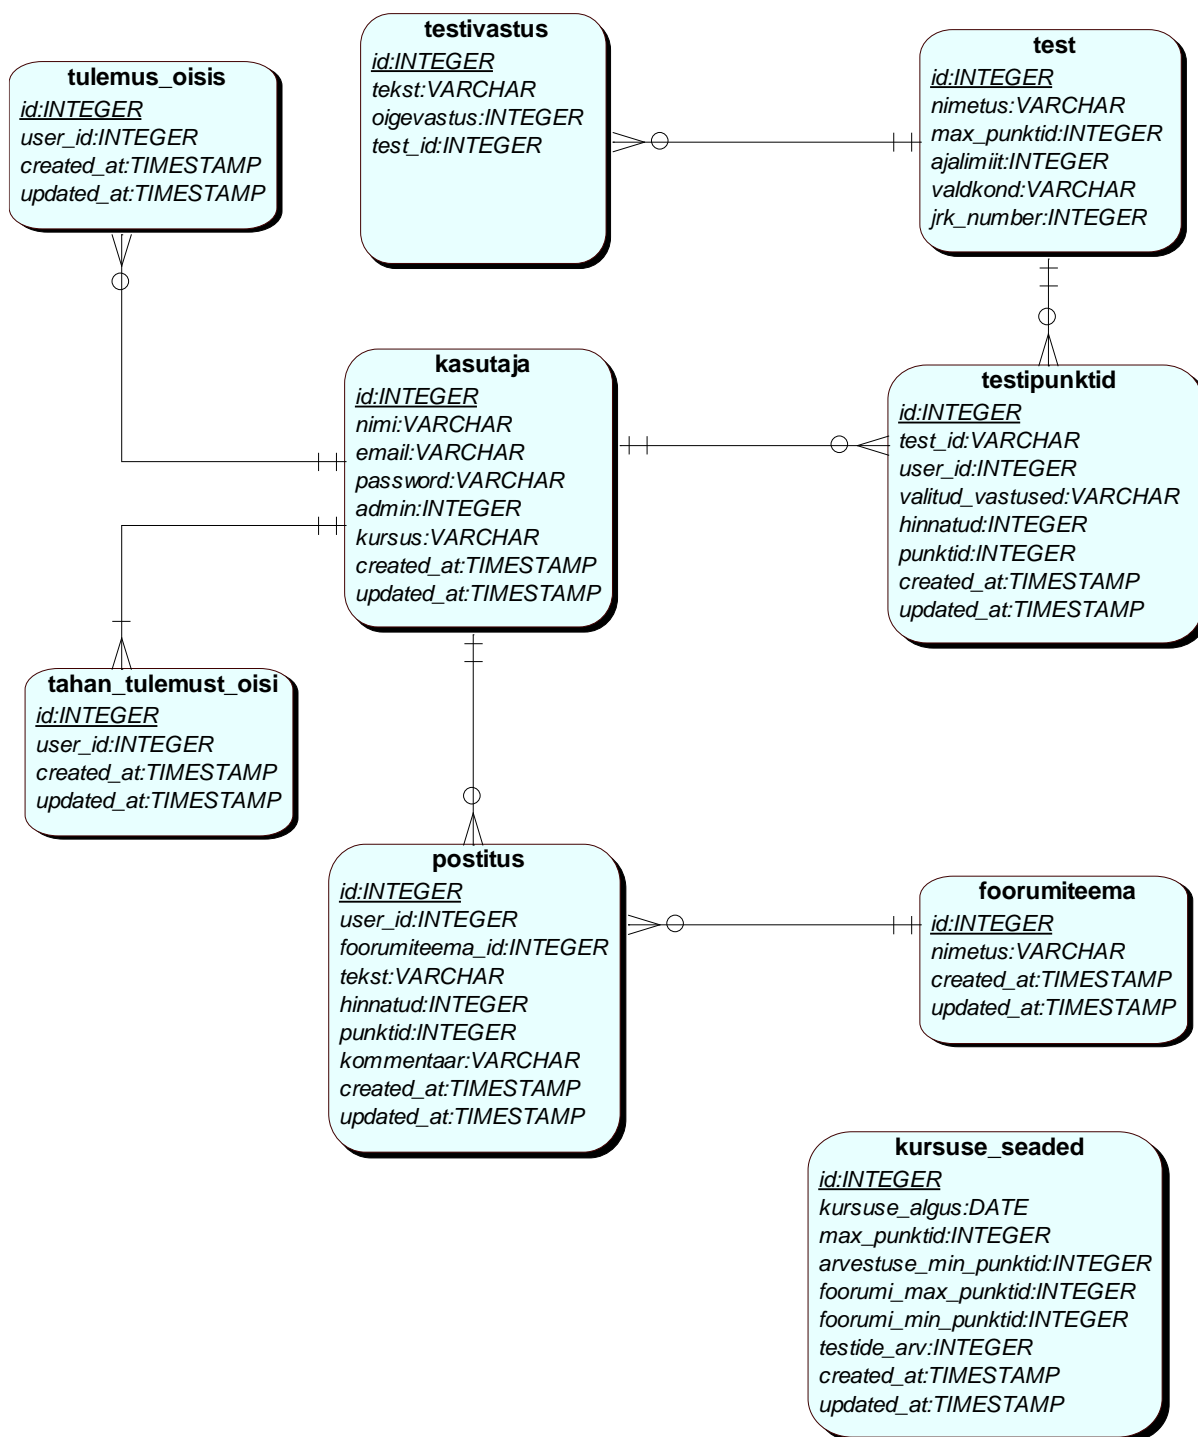 testivastus
id:INTEGER
tekst:VARCHAR
oigevastus:INTEGER
test_id:INTEGER
test
id:INTEGER
nimetus:VARCHAR
max_punktid:INTEGER
ajalimiit:INTEGER
valdkond:VARCHAR
jrk_number:INTEGER
tulemus_oisis
id:INTEGER
user_id:INTEGER
created_at:TIMESTAMP
updated_at:TIMESTAMP
kasutaja
id:INTEGER
nimi:VARCHAR
email:VARCHAR
password:VARCHAR
admin:INTEGER
kursus:VARCHAR
created_at:TIMESTAMP
updated_at:TIMESTAMP
testipunktid
id:INTEGER
test_id:VARCHAR
user_id:INTEGER
valitud_vastused:VARCHAR
hinnatud:INTEGER
punktid:INTEGER
created_at:TIMESTAMP
updated_at:TIMESTAMP
tahan_tulemust_oisi
id:INTEGER
user_id:INTEGER
created_at:TIMESTAMP
updated_at:TIMESTAMP
postitus
id:INTEGER
user_id:INTEGER
foorumiteema_id:INTEGER
tekst:VARCHAR
hinnatud:INTEGER
punktid:INTEGER
kommentaar:VARCHAR
created_at:TIMESTAMP
updated_at:TIMESTAMP
foorumiteema
id:INTEGER
nimetus:VARCHAR
created_at:TIMESTAMP
updated_at:TIMESTAMP
kursuse_seaded
id:INTEGER
kursuse_algus:DATE
max_punktid:INTEGER
arvestuse_min_punktid:INTEGER
foorumi_max_punktid:INTEGER
foorumi_min_punktid:INTEGER
testide_arv:INTEGER
created_at:TIMESTAMP
updated_at:TIMESTAMP